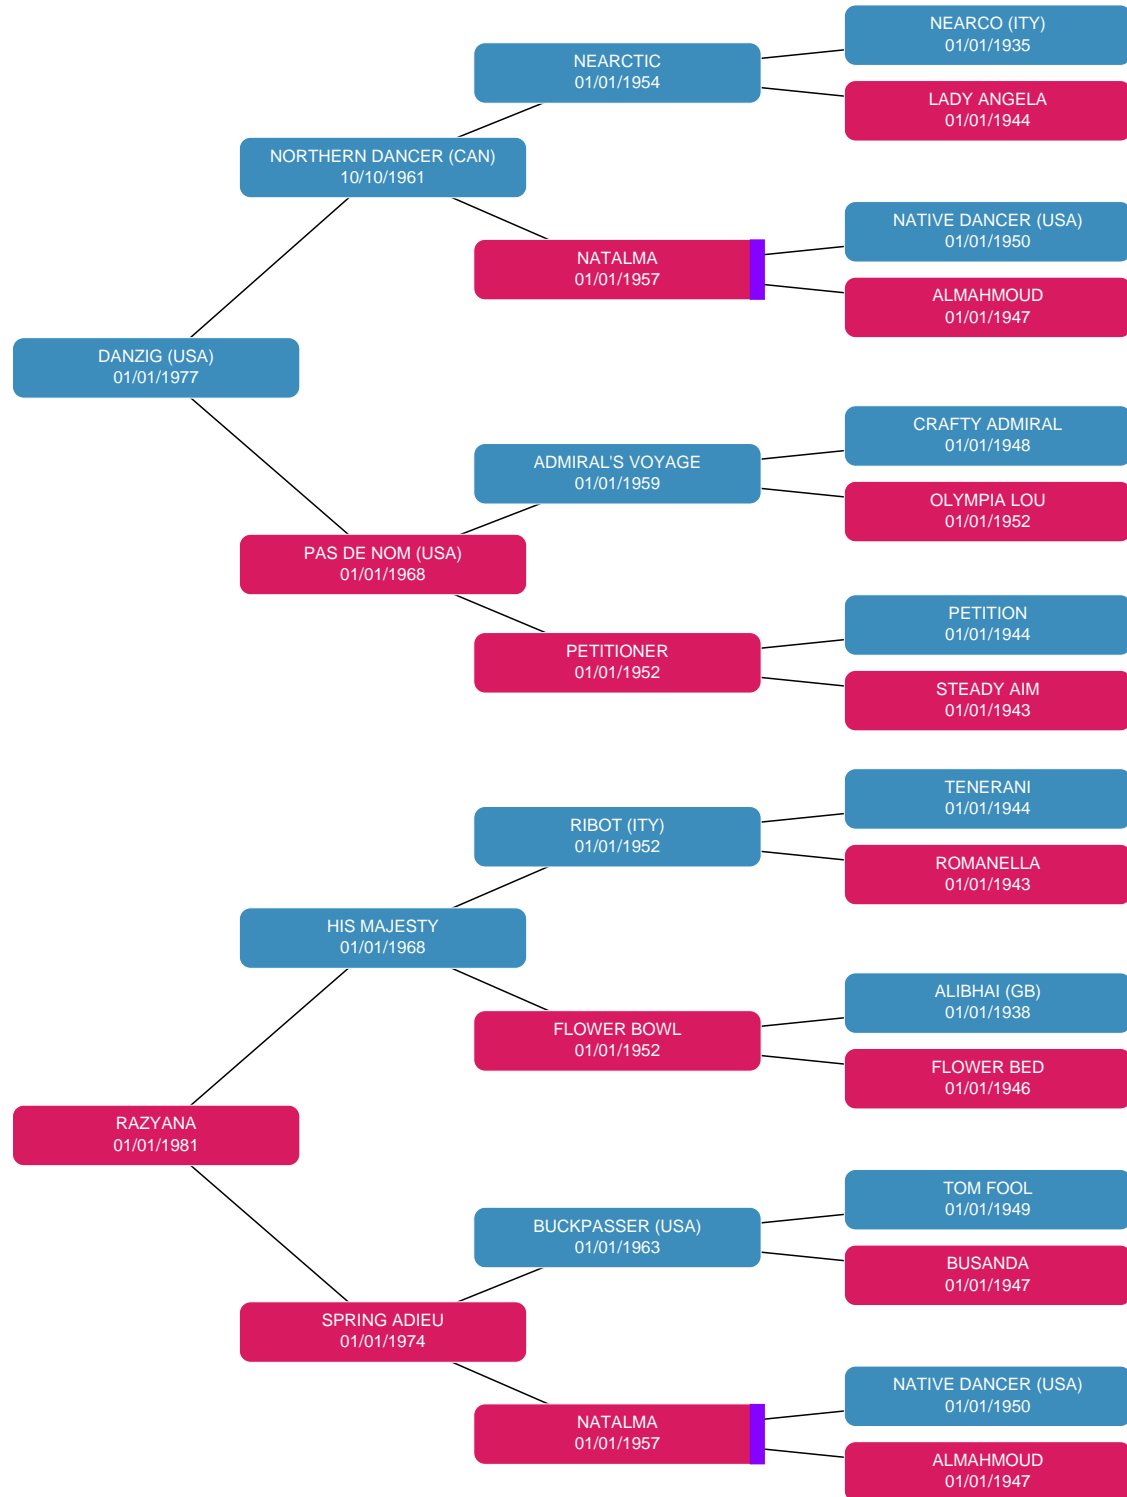 NEARCO (ITY)
01/01/1935
NEARCTIC
01/01/1954
LADY ANGELA
01/01/1944
NORTHERN DANCER (CAN)
10/10/1961
NATIVE DANCER (USA)
01/01/1950
NATALMA
01/01/1957
ALMAHMOUD
01/01/1947
DANZIG (USA)
01/01/1977
CRAFTY ADMIRAL
01/01/1948
ADMIRAL'S VOYAGE
01/01/1959
OLYMPIA LOU
01/01/1952
PAS DE NOM (USA)
01/01/1968
PETITION
01/01/1944
PETITIONER
01/01/1952
STEADY AIM
01/01/1943
TENERANI
01/01/1944
RIBOT (ITY)
01/01/1952
ROMANELLA
01/01/1943
HIS MAJESTY
01/01/1968
ALIBHAI (GB)
01/01/1938
FLOWER BOWL
01/01/1952
FLOWER BED
01/01/1946
RAZYANA
01/01/1981
TOM FOOL
01/01/1949
BUCKPASSER (USA)
01/01/1963
BUSANDA
01/01/1947
SPRING ADIEU
01/01/1974
NATIVE DANCER (USA)
01/01/1950
NATALMA
01/01/1957
ALMAHMOUD
01/01/1947